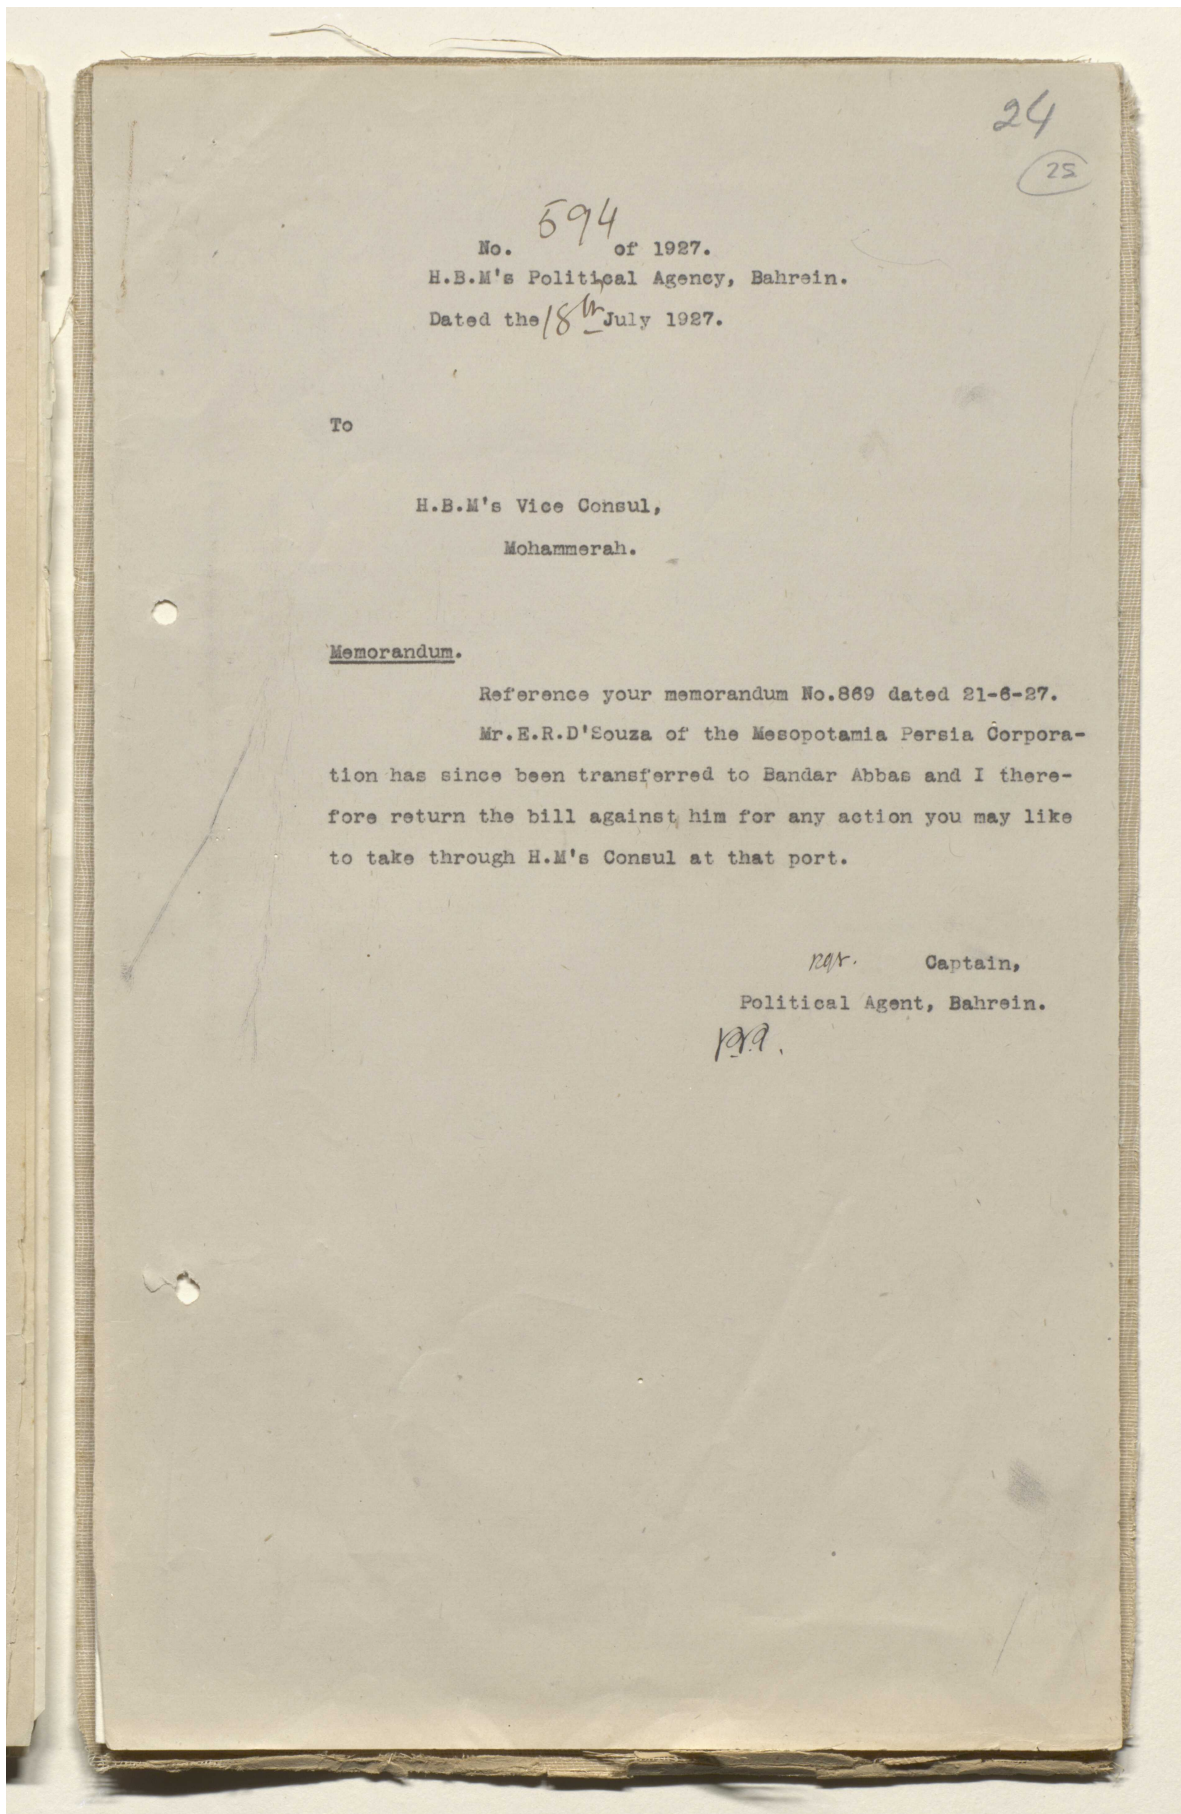 24
25
594
No. of 1927.
H.B.M's Political Agency, Bahrein.
Dated the 18th July 1927.
To
H.B.M's Vice Consul,
Mohammerah.
Memorandum.
Reference your memorandum No.869 dated 21-6-27.
Mr.E.R.D'Souza of the Mesopotamia Persia Corpora-
tion has since been transferred to Bandar Abbas and I there-
fore return the bill against him for any action you may like
to take through H.M's Consul at that port.
Captain,
Political Agent, Bahrein.